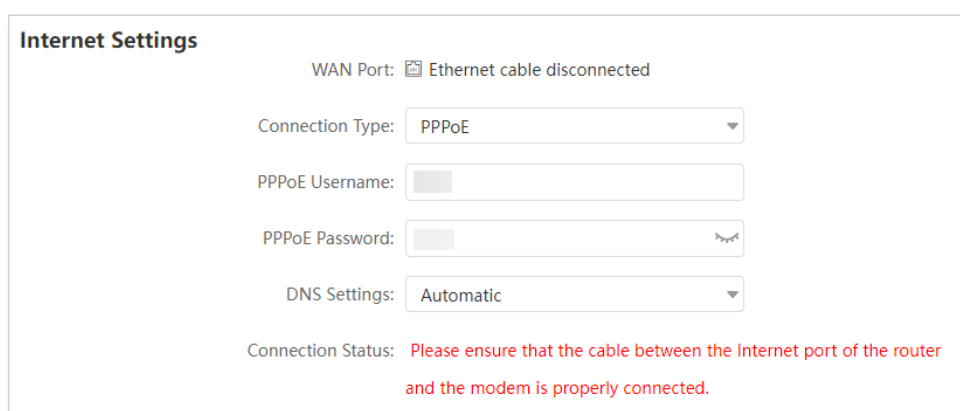 Internet Settings
WAN Port: Ethernet cable disconnected
Connection Type: PPPoE
PPPoE Username:
PPPoE Password:
DNS Settings: Automatic
Connection Status: Please ensure that the cable between the Internet port of the router
and the modem is properly connected.